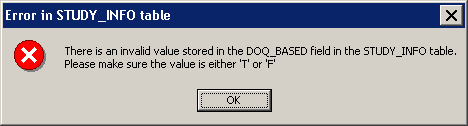 Error in STUDY_INFO table
There is an invalid value stored in the DOQ_BASED field in the STUDY_INFO table.
Please make sure the value is either 'T' or 'F'
OK